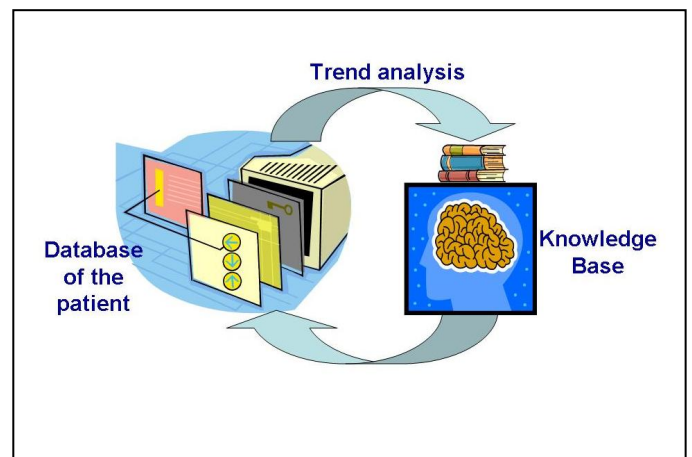 Trend analysis
Database
of the
patient
Knowledge
Base